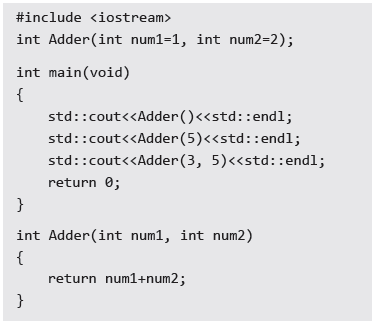 #include <iostream>
int Adder(int num1=1, int num2=2);
int main(void)
{
    std::cout<<Adder()<<std::endl;
    std::cout<<Adder(5)<<std::endl;
    std::cout<<Adder(3, 5)<<std::endl;
    return 0;
}
int Adder(int num1, int num2)
{
    return num1+num2;
}